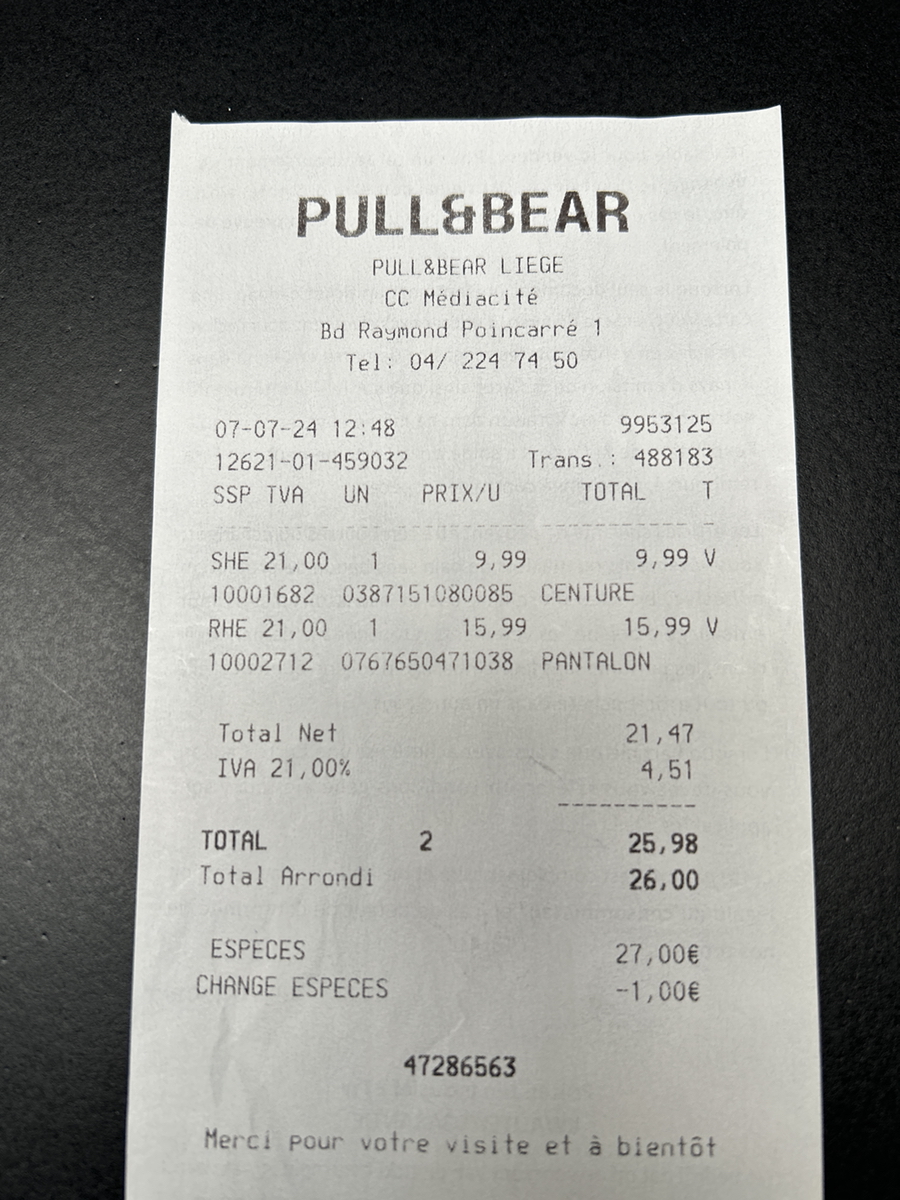 PULL&BEAR
PULL&BEAR LIEGE
CC Médiacité
Bd Raymond Poincarré 1
Tel: 04/ 224 74 50
07-07-24 12:48 9953125
12621-01-459032 Trans.: 488183
SSP TVA UN PRIX/U TOTAL T
SHE 21,00 1 9,99 9,99 V
10001682 0387151080085 CENTURE
RHE 21,00 1 15,99 15,99 V
10002712 0767650471038 PANTALON
Total Net 21,47
IVA 21,00% 4,51
TOTAL 2 25,98
Total Arrondi 26,00
ESPECES 27,00€
CHANGE ESPECES -1,00€
47286563
Merci pour votre visite et à bientôt